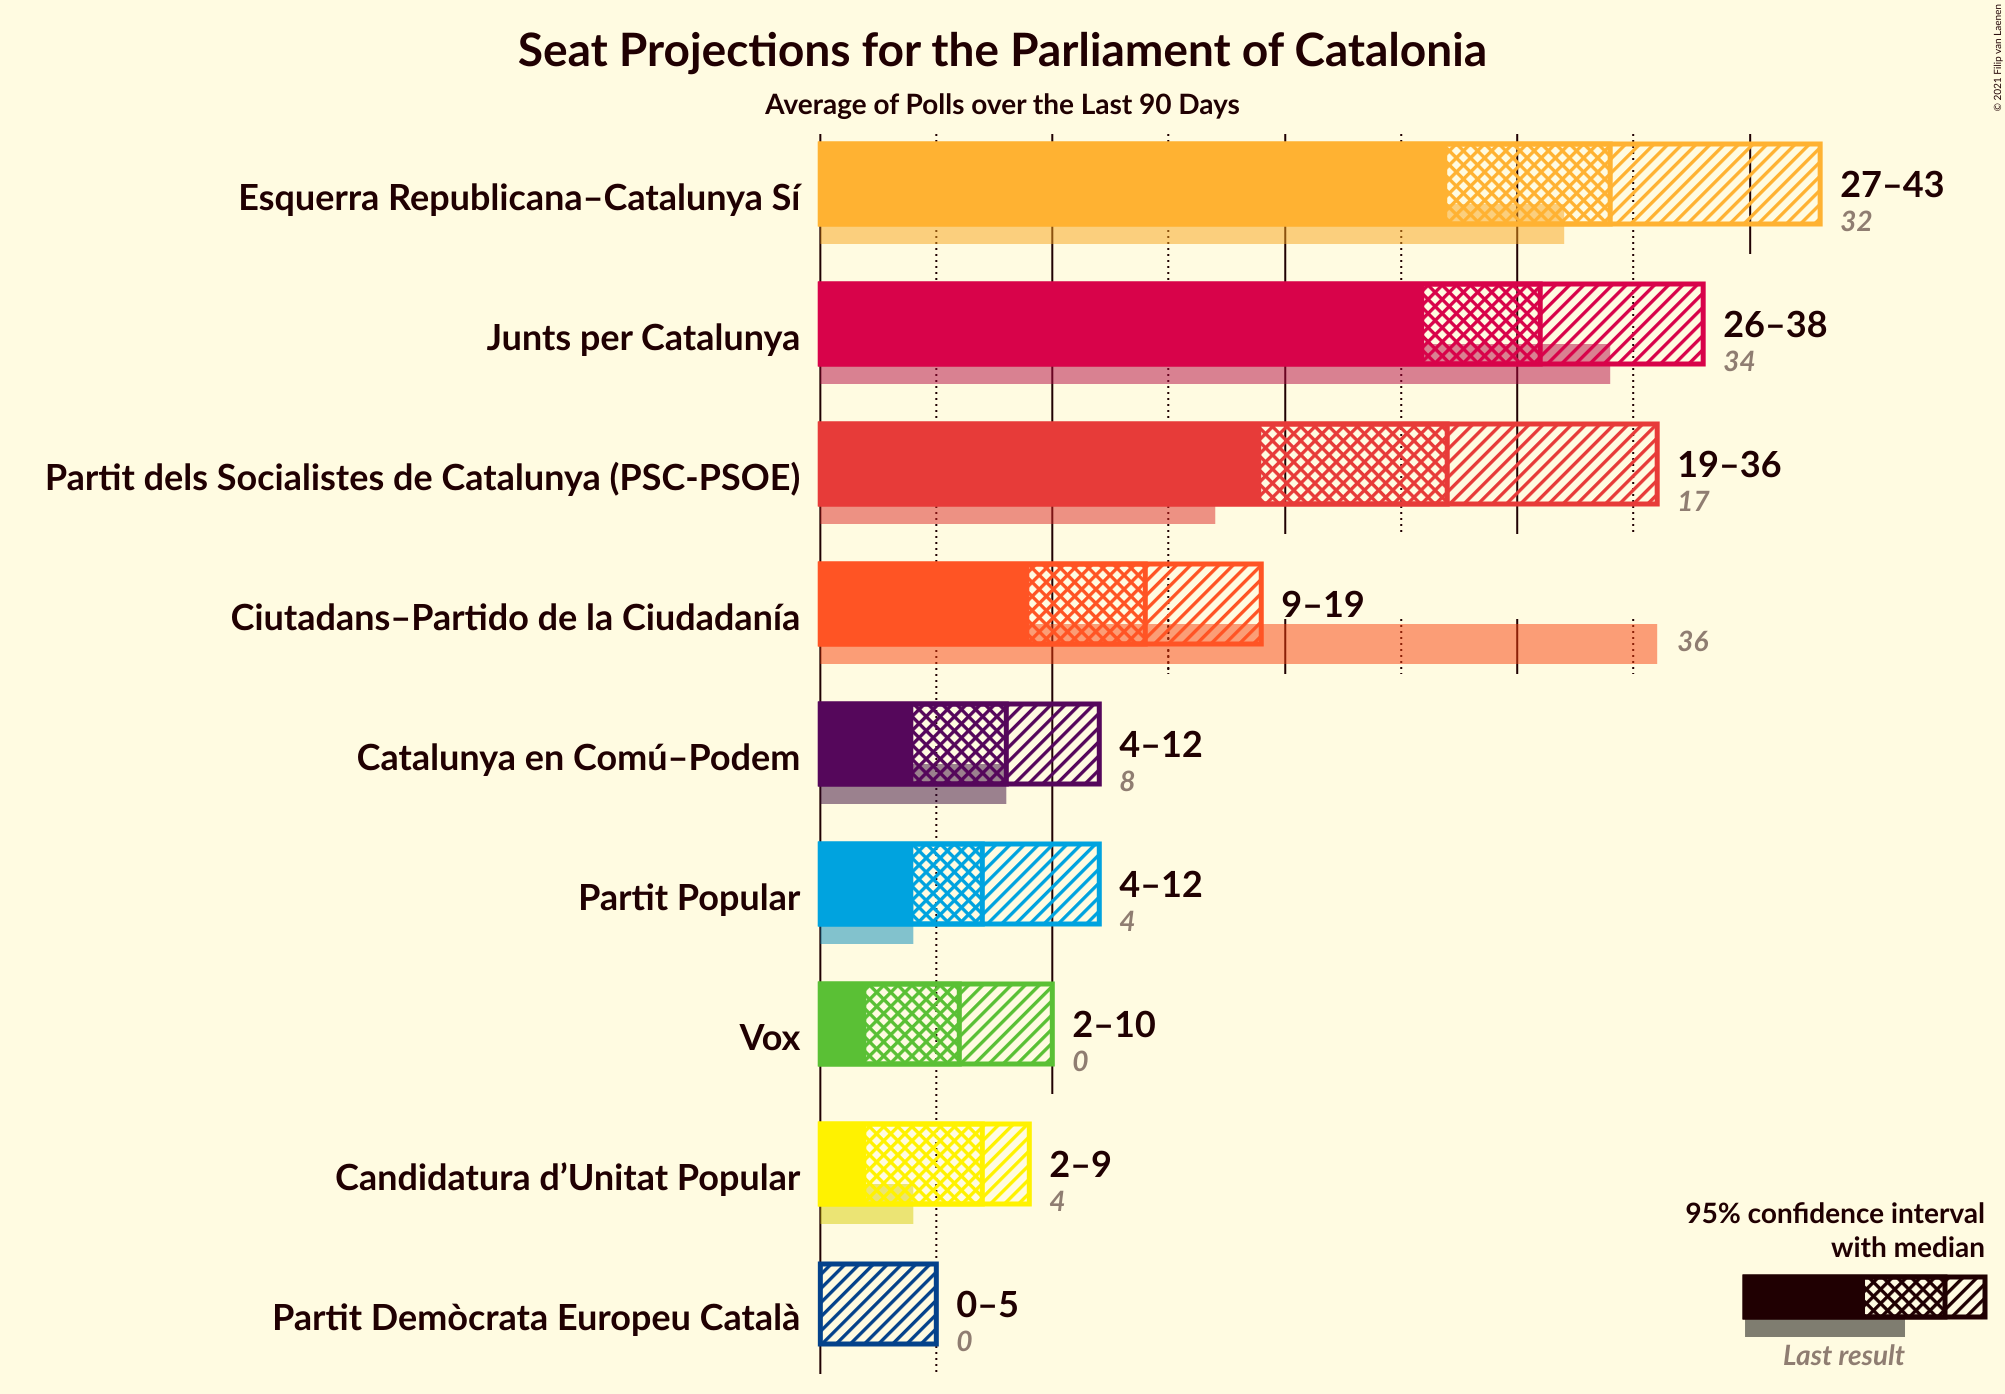 Seat Projections for the Parliament of Catalonia
Average of Polls over the Last 90 Days
© 2021 Filip van Laenen
Esquerra Republicana–Catalunya Sí
27–43
32
Junts per Catalunya
26–38
34
Partit dels Socialistes de Catalunya (PSC-PSOE)
19–36
17
Ciutadans–Partido de la Ciudadanía
9–19
36
Catalunya en Comú–Podem
4–12
8
Partit Popular
4–12
4
Vox
2–10
0
Candidatura d’Unitat Popular
2–9
4
Partit Demòcrata Europeu Català
0–5
0
95% confidence interval
with median
Last result